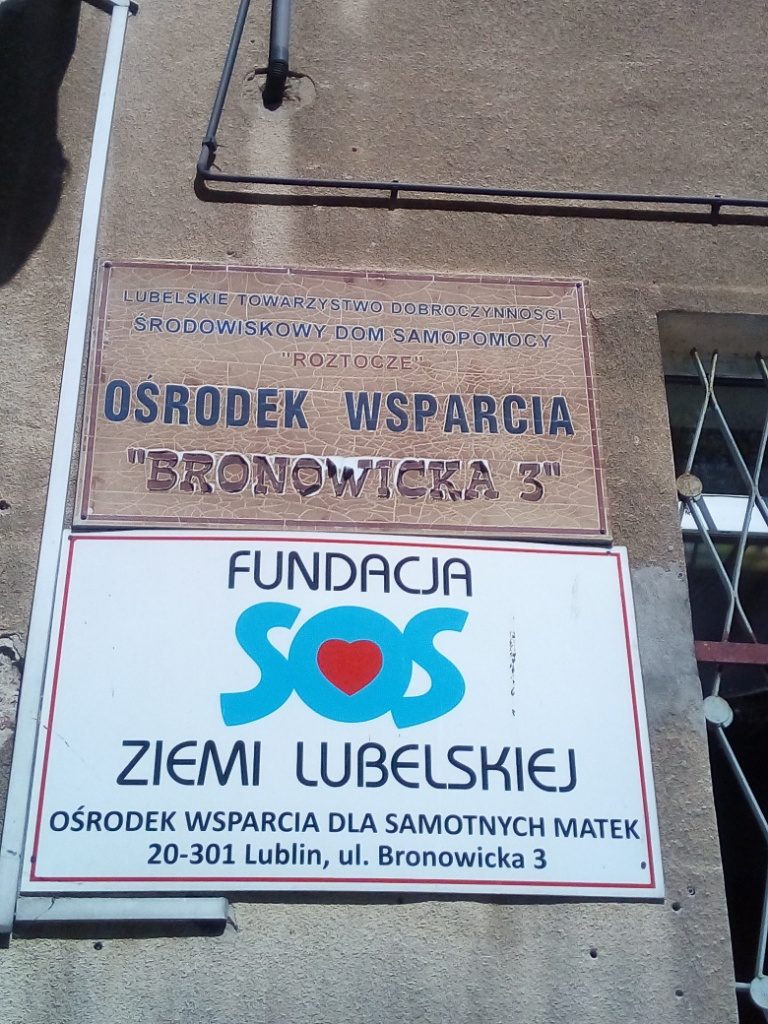 LUBELSKIE TOWARZYSTWO DOBROCZYNNOŚCI
ŚRODOWISKOWY DOM SAMOPOMOCY
"ROZTOCZE"
OŚRODEK WSPARCIA
"BRONOWICKA 3"
FUNDACJA
SOS
ZIEMI LUBELSKIEJ
OŚRODEK WSPARCIA DLA SAMOTNYCH MATEK
20-301 Lublin, ul. Bronowicka 3